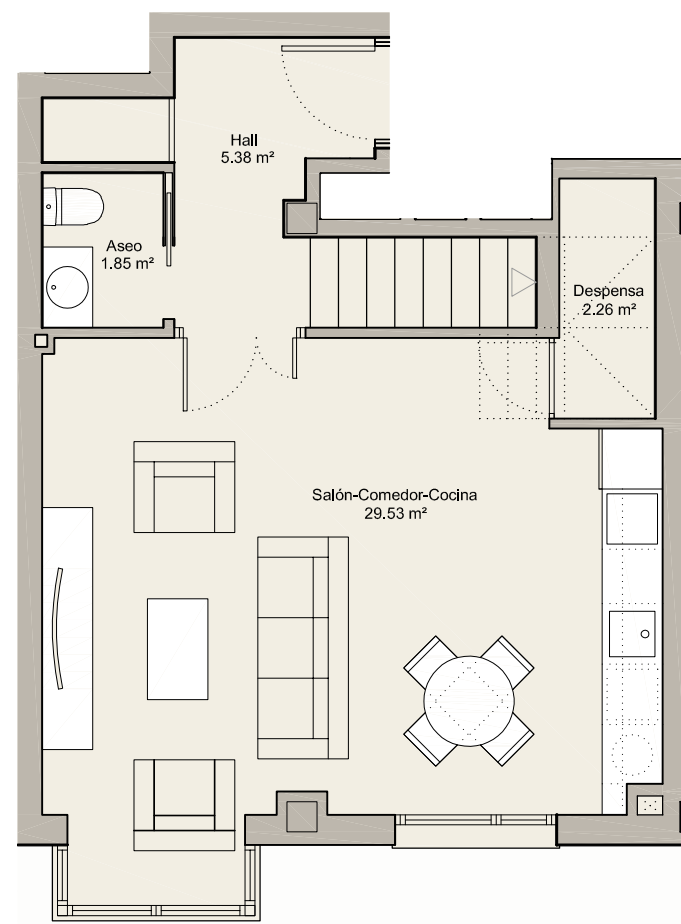 Hall
5.38 m²
Aseo
1.85 m²
Despensa
2.26 m²
Salón-Comedor-Cocina
29.53 m²